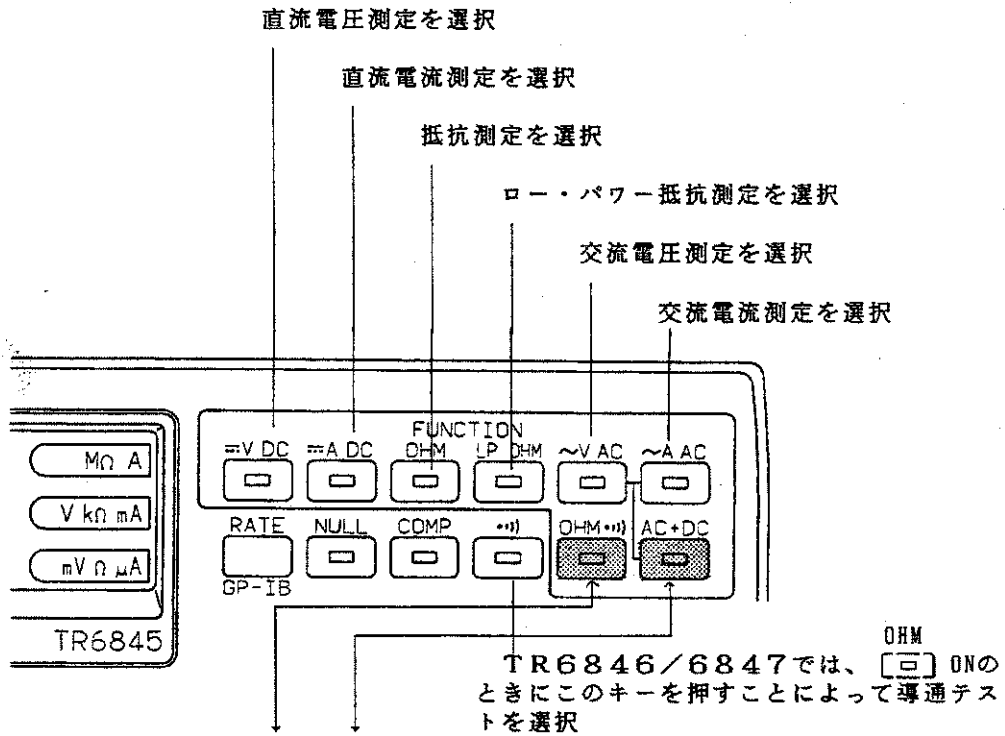 直流電圧測定を選択
直流電流測定を選択
抵抗測定を選択
ロー・パワー抵抗測定を選択
交流電圧測定を選択
交流電流測定を選択
FUNCTION
⎓V DC ⎓A DC OHM LP OHM ～V AC ～A AC
MΩ A
V kΩ mA
mV Ω μA
RATE NULL COMP •))) OHM•))) AC+DC
GP-IB
TR6845
OHM
TR6846/6847では、 ONの
ときにこのキーを押すことによって導通テス
トを選択